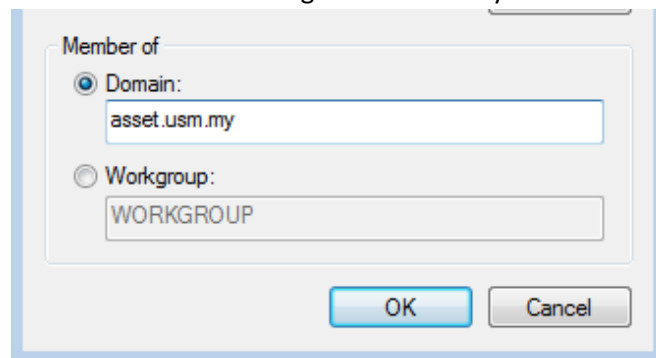 Member of
Domain:
asset.usm.my
Workgroup:
WORKGROUP
OK
Cancel